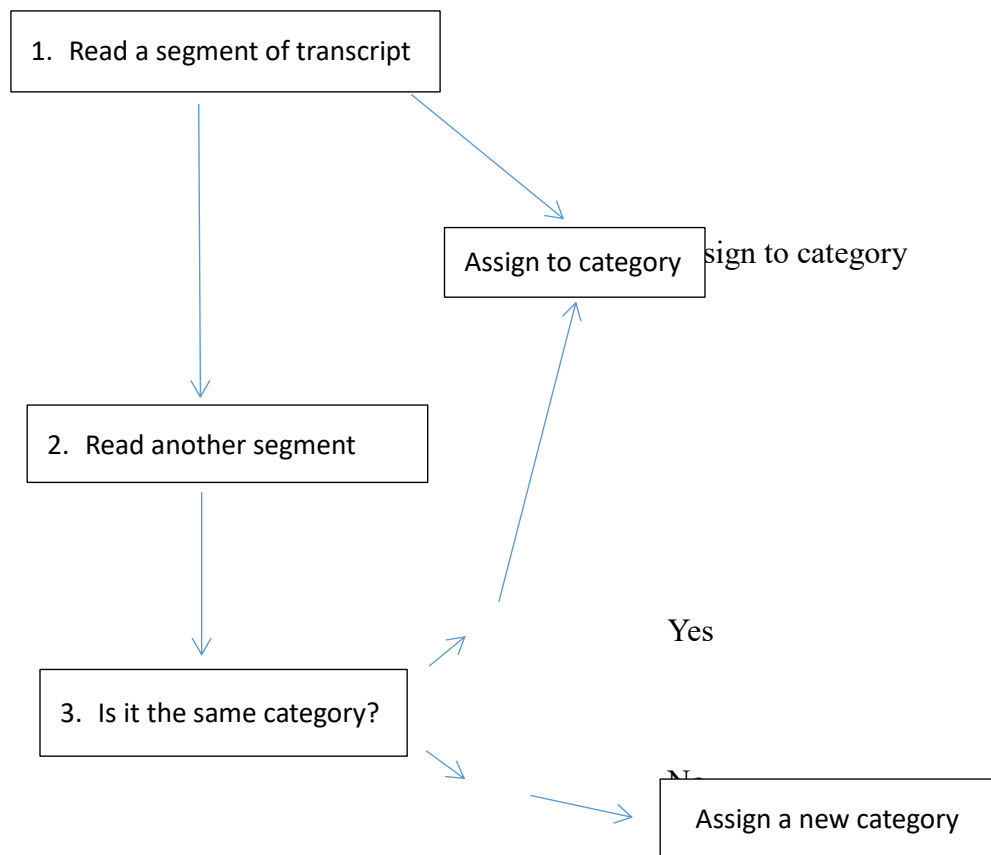 1. Read a segment of transcript
Assign to category
sign to category
2. Read another segment
Yes
3. Is it the same category?
No
Assign a new category